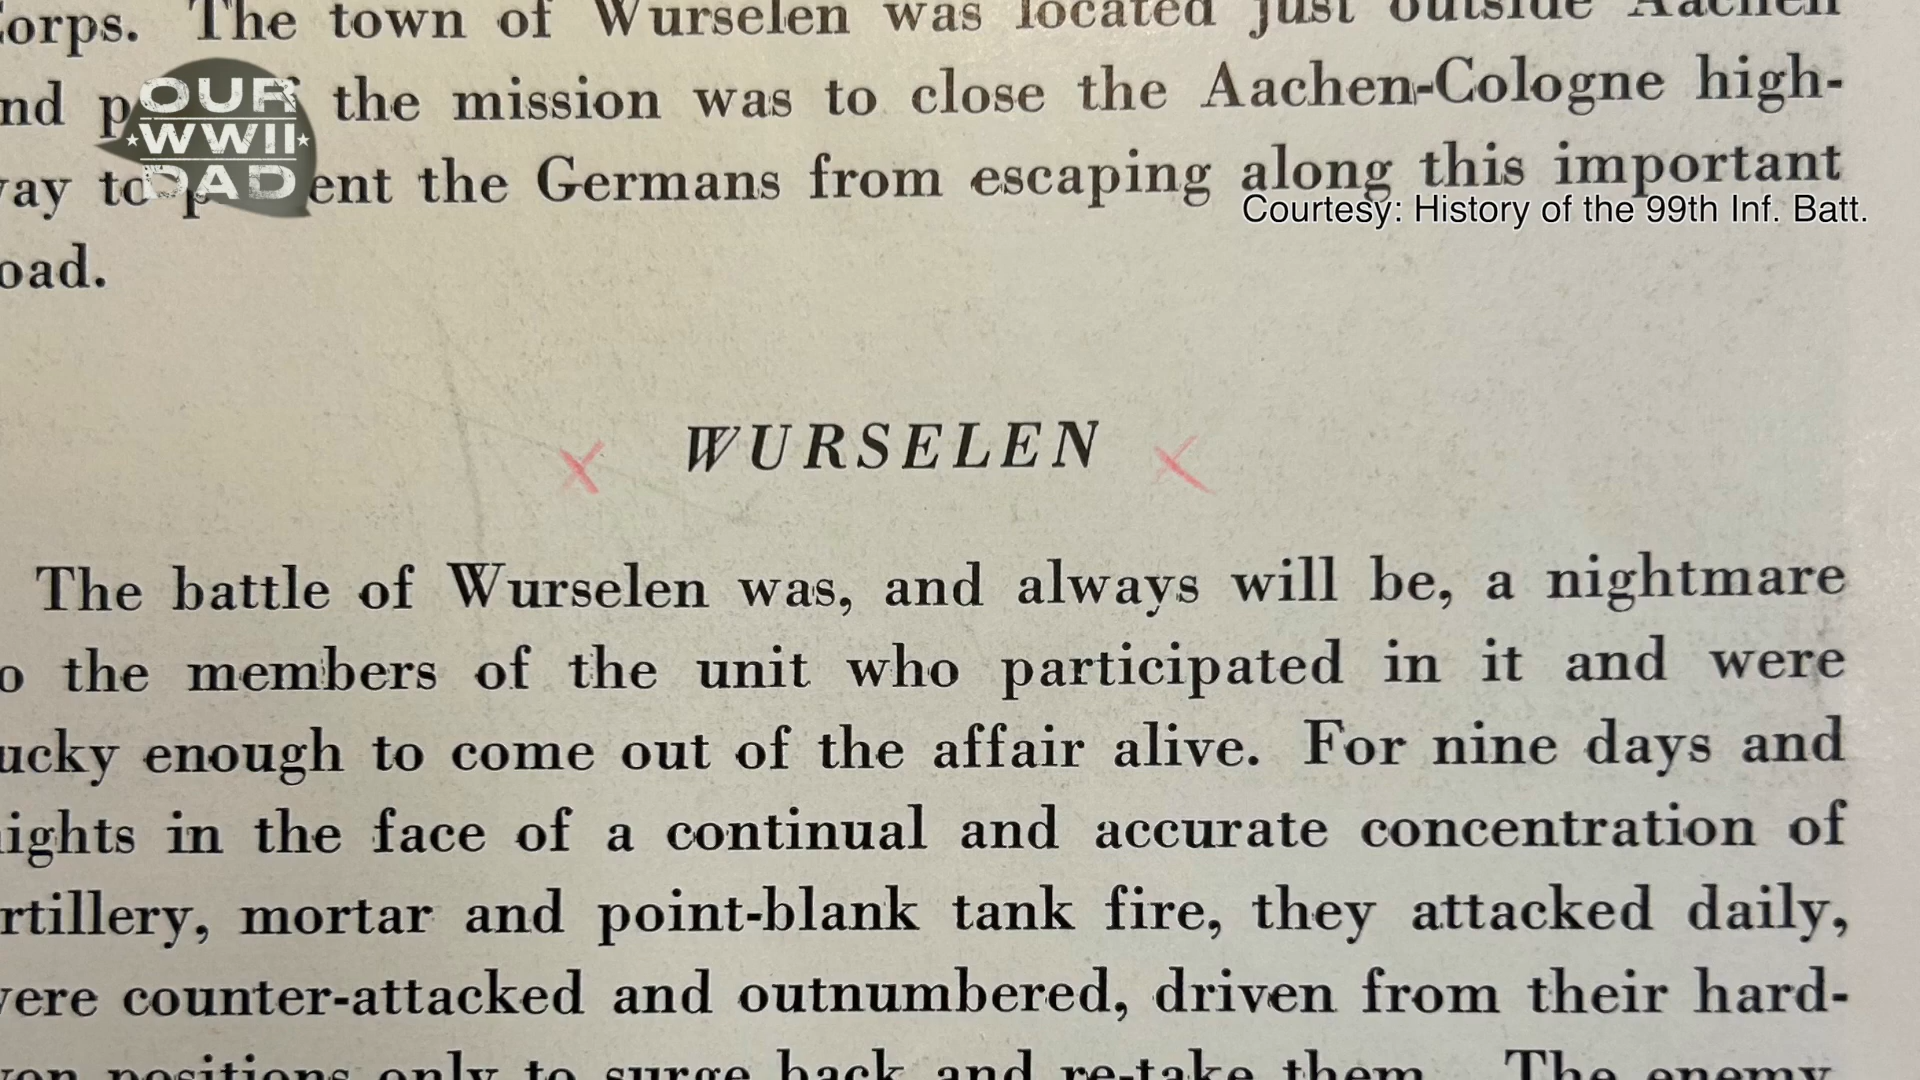 orps. The town of Wurselen was located just outside Aachen
nd p the mission was to close the Aachen-Cologne high-
ay to p ent the Germans from escaping along this important
oad.
OUR
WWII
DAD
Courtesy: History of the 99th Inf. Batt.
WURSELEN
The battle of Wurselen was, and always will be, a nightmare
o the members of the unit who participated in it and were
ucky enough to come out of the affair alive. For nine days and
ights in the face of a continual and accurate concentration of
rtillery, mortar and point-blank tank fire, they attacked daily,
ere counter-attacked and outnumbered, driven from their hard-
on positions only to surge back and re-take them. The enemy,